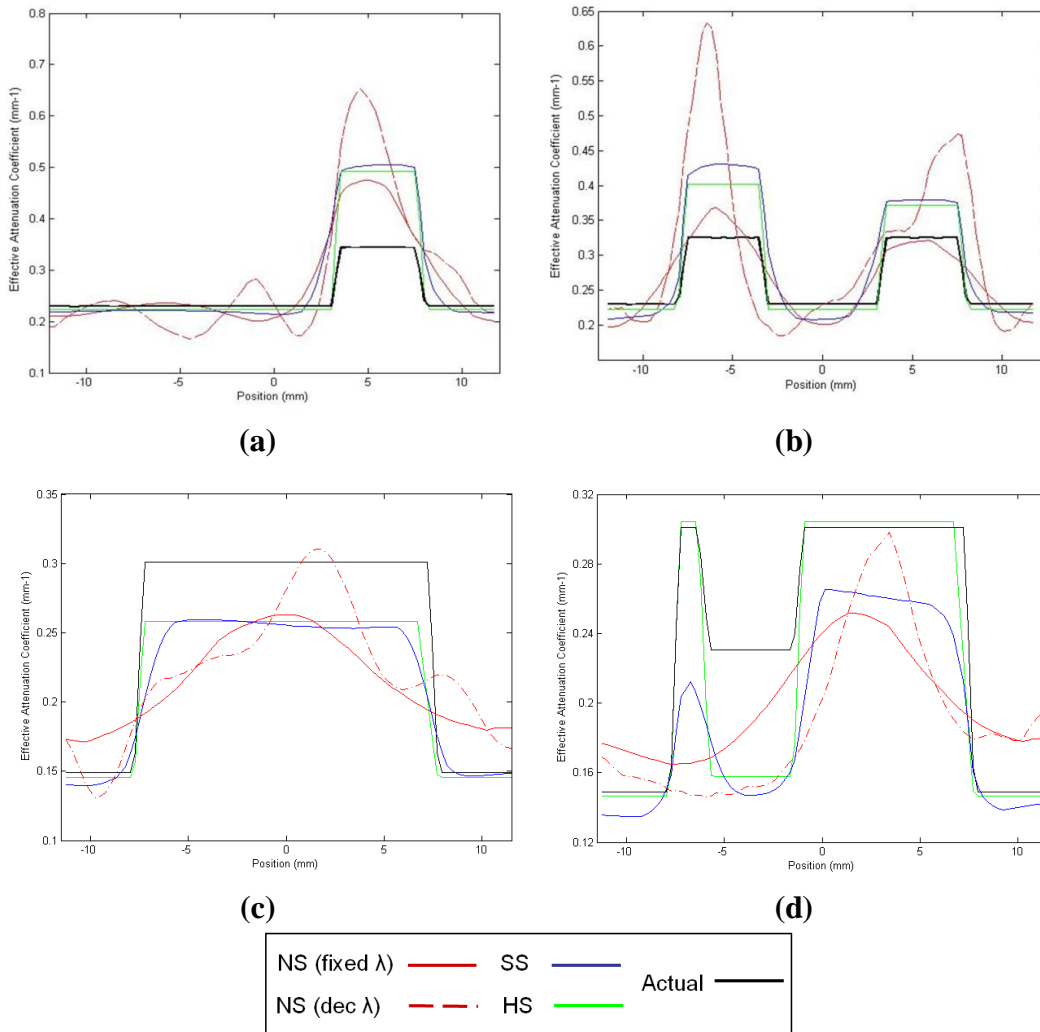 0.8
0.7
0.6
0.5
0.4
0.3
0.2
0.1
Effective Attenuation Coefficient (mm-1)
-10
-5
0
5
10
Position (mm)
(a)
0.65
0.6
0.55
0.5
0.45
0.4
0.35
0.3
0.25
0.2
Effective Attenuation Coefficient (mm-1)
-10
-5
0
5
10
Position (mm)
(b)
0.35
0.3
0.25
0.2
0.15
0.1
Effective Attenuation Coefficient (mm-1)
-10
-5
0
5
10
Position (mm)
(c)
0.32
0.28
0.24
0.2
0.16
0.12
Effective Attenuation Coefficient (mm-1)
-10
-5
0
5
10
Position (mm)
(d)
NS (fixed λ)
SS
Actual
NS (dec λ)
HS